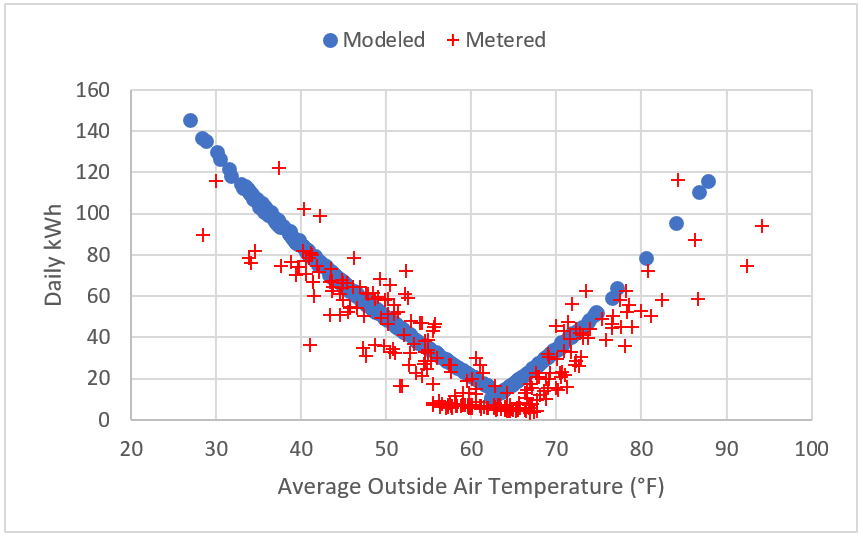 Modeled Metered
160
140
120
100
80
60
40
20
0
20 30 40 50 60 70 80 90 100
Daily kWh
Average Outside Air Temperature (°F)